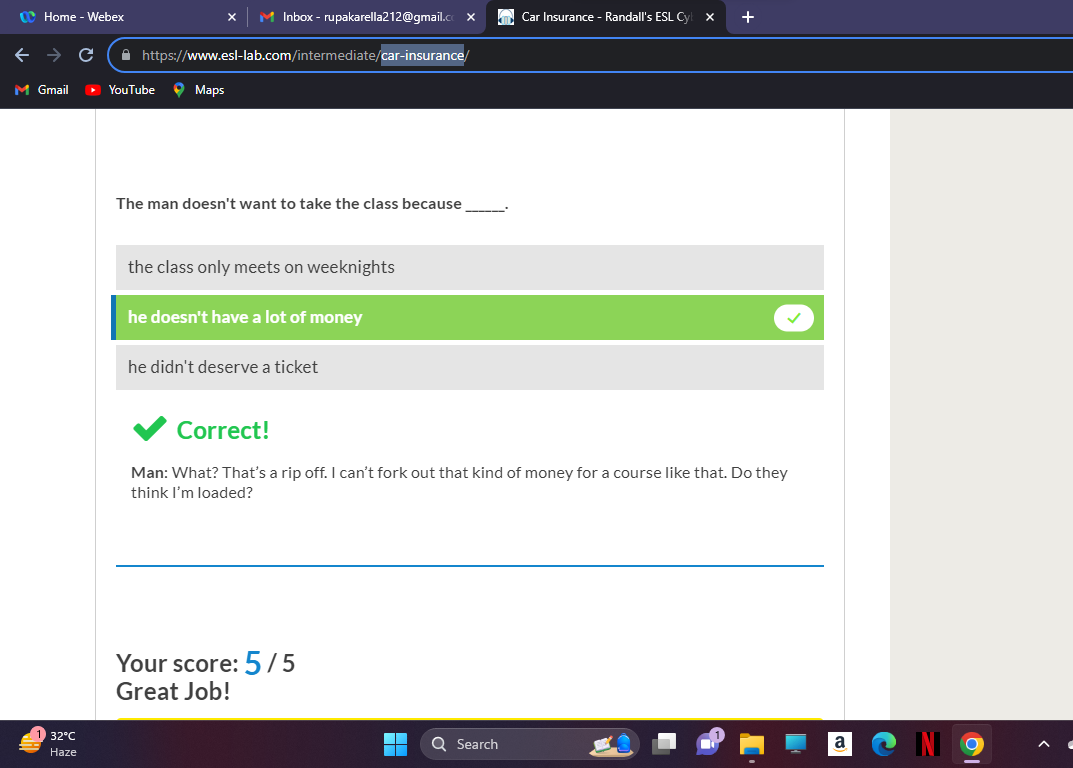 Home - Webex
Inbox - rupakarella212@gmail.c
Car Insurance - Randall's ESL Cy
https://www.esl-lab.com/intermediate/car-insurance/
Gmail YouTube Maps
The man doesn't want to take the class because ______.
the class only meets on weeknights
he doesn't have a lot of money
he didn't deserve a ticket
Correct!
Man: What? That’s a rip off. I can’t fork out that kind of money for a course like that. Do they
think I’m loaded?
Your score: 5 / 5
Great Job!
1
32°C
Haze
Search
1
a
N